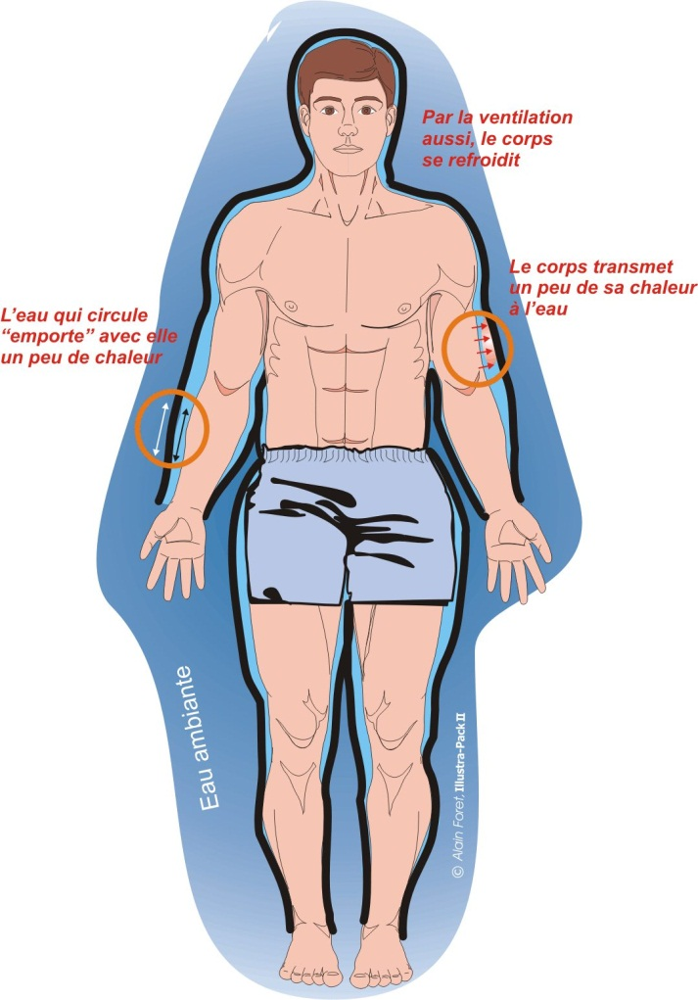 Par la ventilation
aussi, le corps
se refroidit
Le corps transmet
un peu de sa chaleur
à l'eau
L'eau qui circule
“emporte” avec elle
un peu de chaleur
Eau ambiante
© Alain Foret, Illustra-Pack II